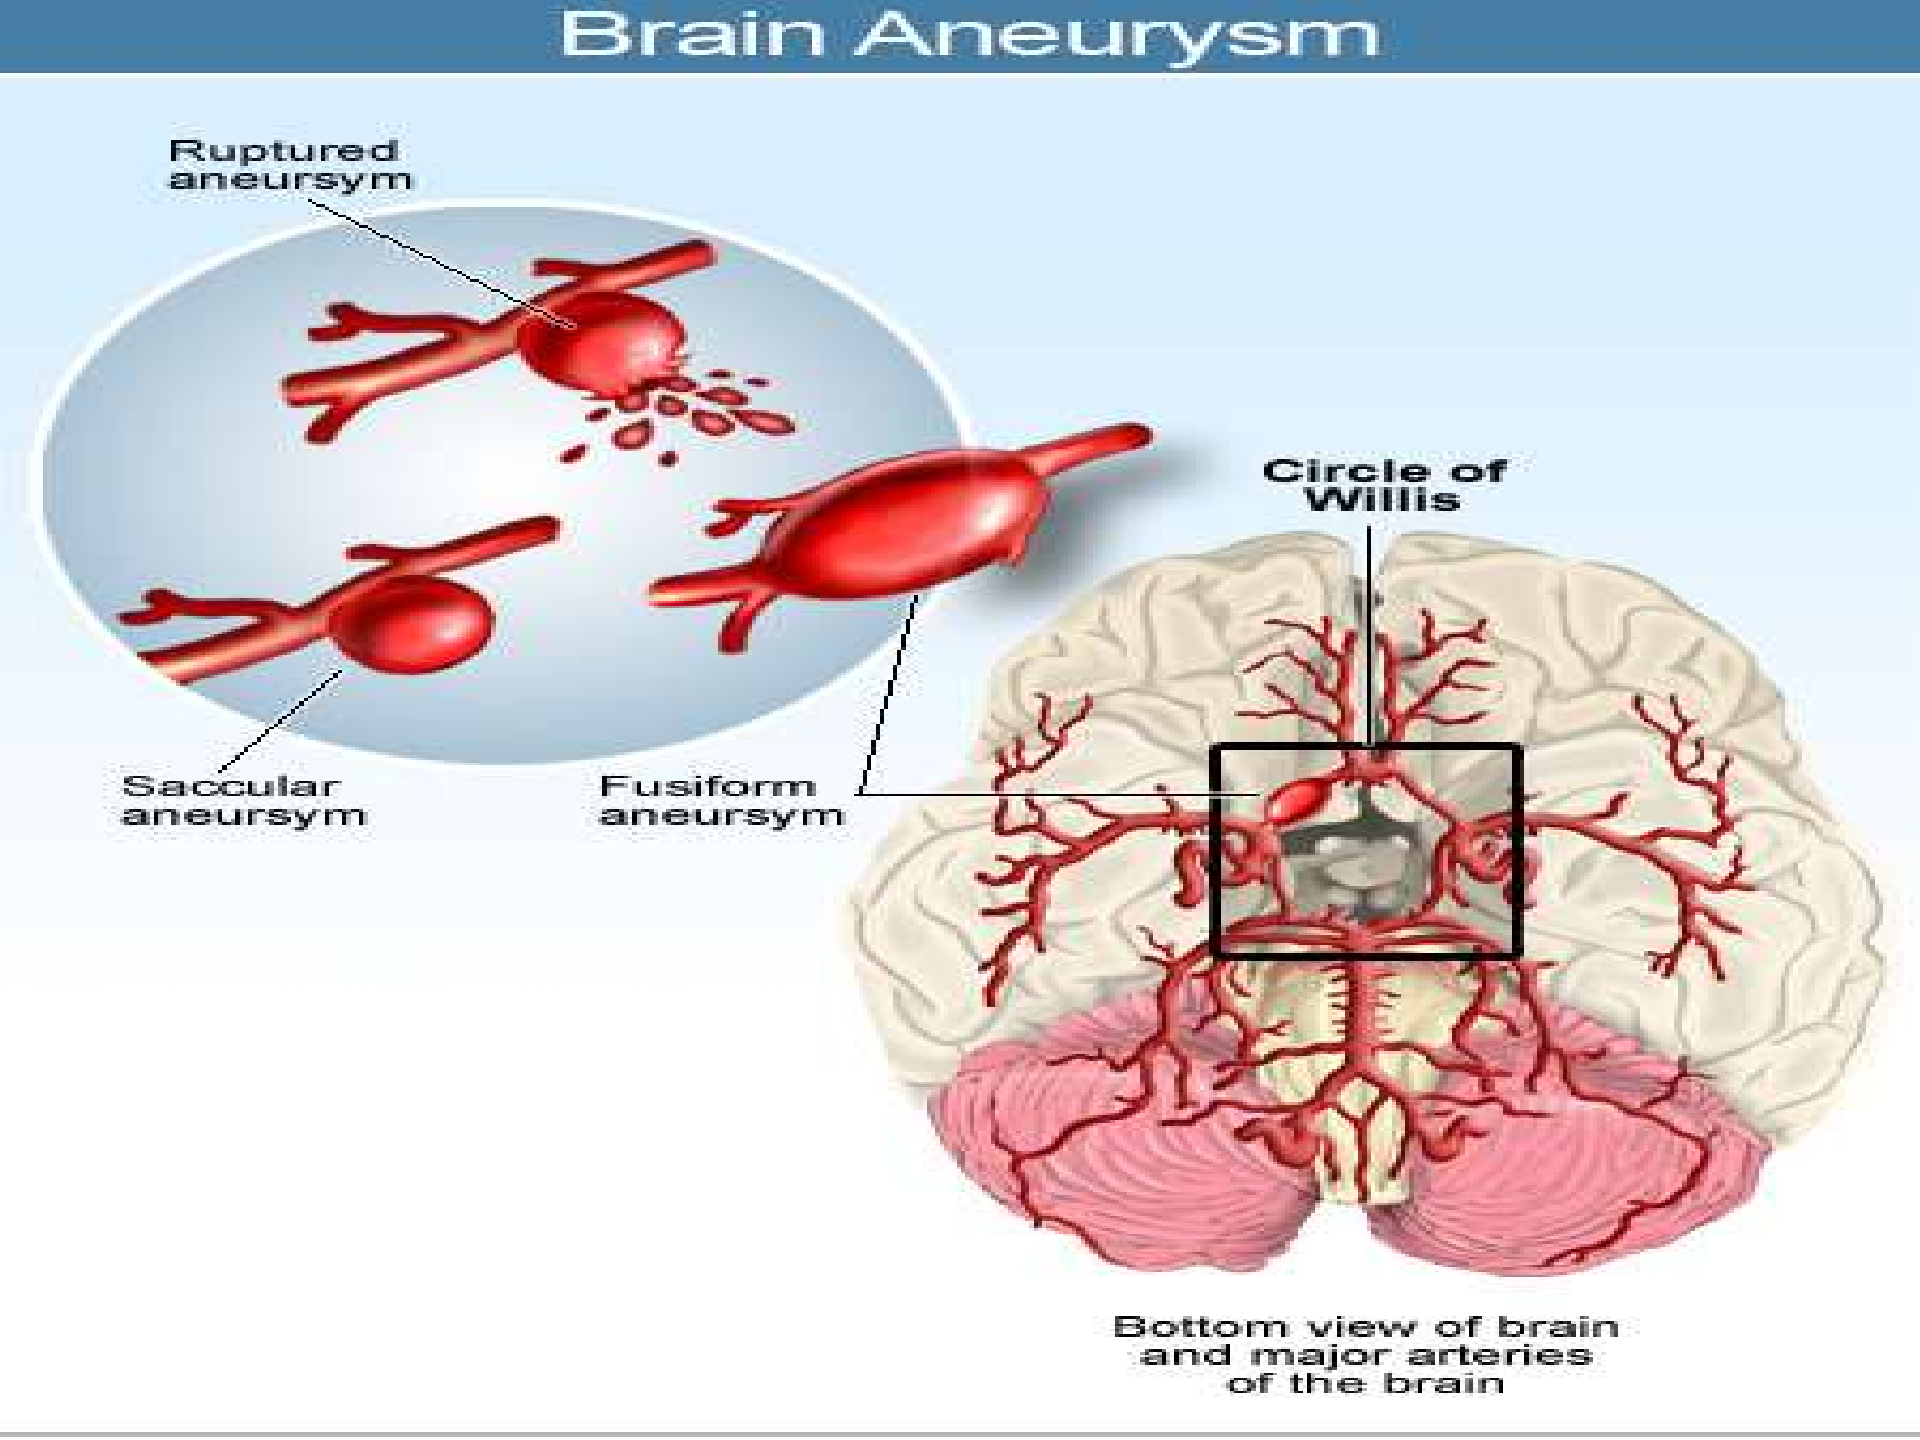 Brain Aneurysm
Ruptured
aneursym
Circle of
Willis
Saccular
aneursym
Fusiform
aneursym
Bottom view of brain
and major arteries
of the brain